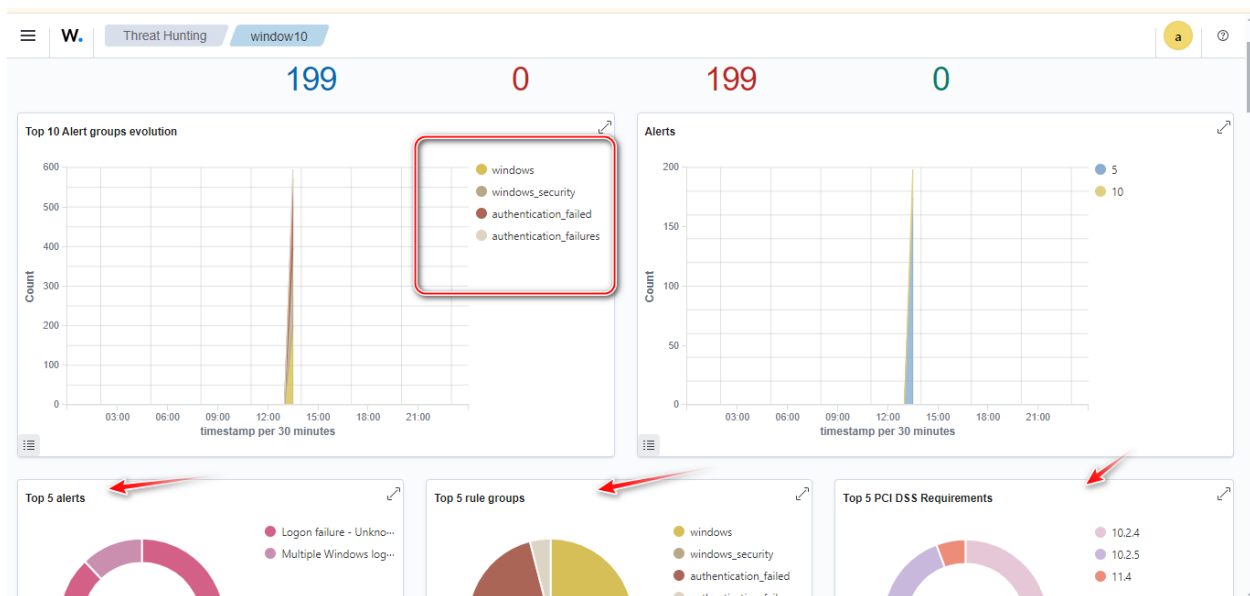 W. Threat Hunting window10 a
199 0 199 0
Top 10 Alert groups evolution
600
500
400
300
200
100
0
Count
03:00 06:00 09:00 12:00 15:00 18:00 21:00
timestamp per 30 minutes
windows
windows_security
authentication_failed
authentication_failures
Alerts
200
150
100
50
0
Count
03:00 06:00 09:00 12:00 15:00 18:00 21:00
timestamp per 30 minutes
5
10
Top 5 alerts
Logon failure - Unkno...
Multiple Windows log...
Top 5 rule groups
windows
windows_security
authentication_failed
Top 5 PCI DSS Requirements
10.2.4
10.2.5
11.4